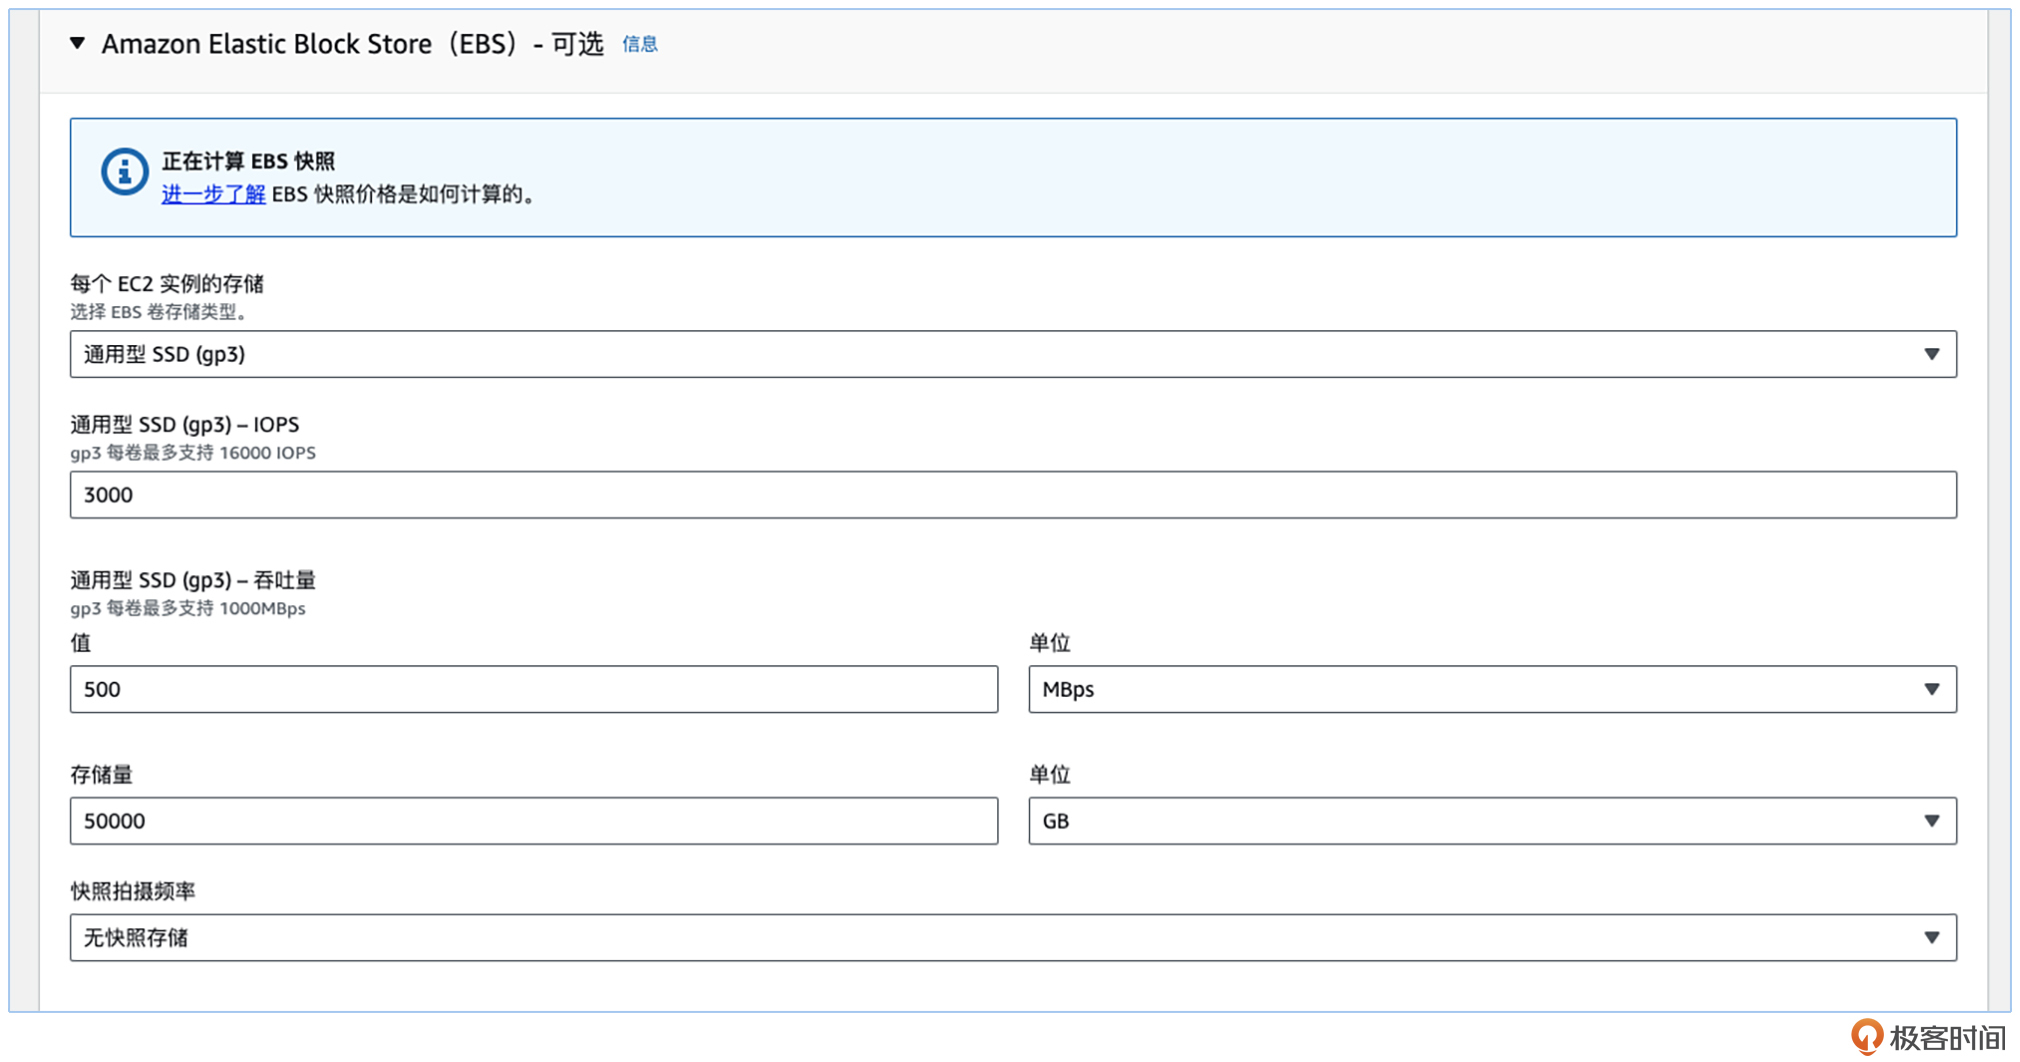 Amazon Elastic Block Store（EBS）- 可选 信息
正在计算 EBS 快照
进一步了解 EBS 快照价格是如何计算的。
每个 EC2 实例的存储
选择 EBS 卷存储类型。
通用型 SSD (gp3)
通用型 SSD (gp3) – IOPS
gp3 每卷最多支持 16000 IOPS
3000
通用型 SSD (gp3) – 吞吐量
gp3 每卷最多支持 1000MBps
值 单位
500 MBps
存储量 单位
50000 GB
快照拍摄频率
无快照存储
极客时间